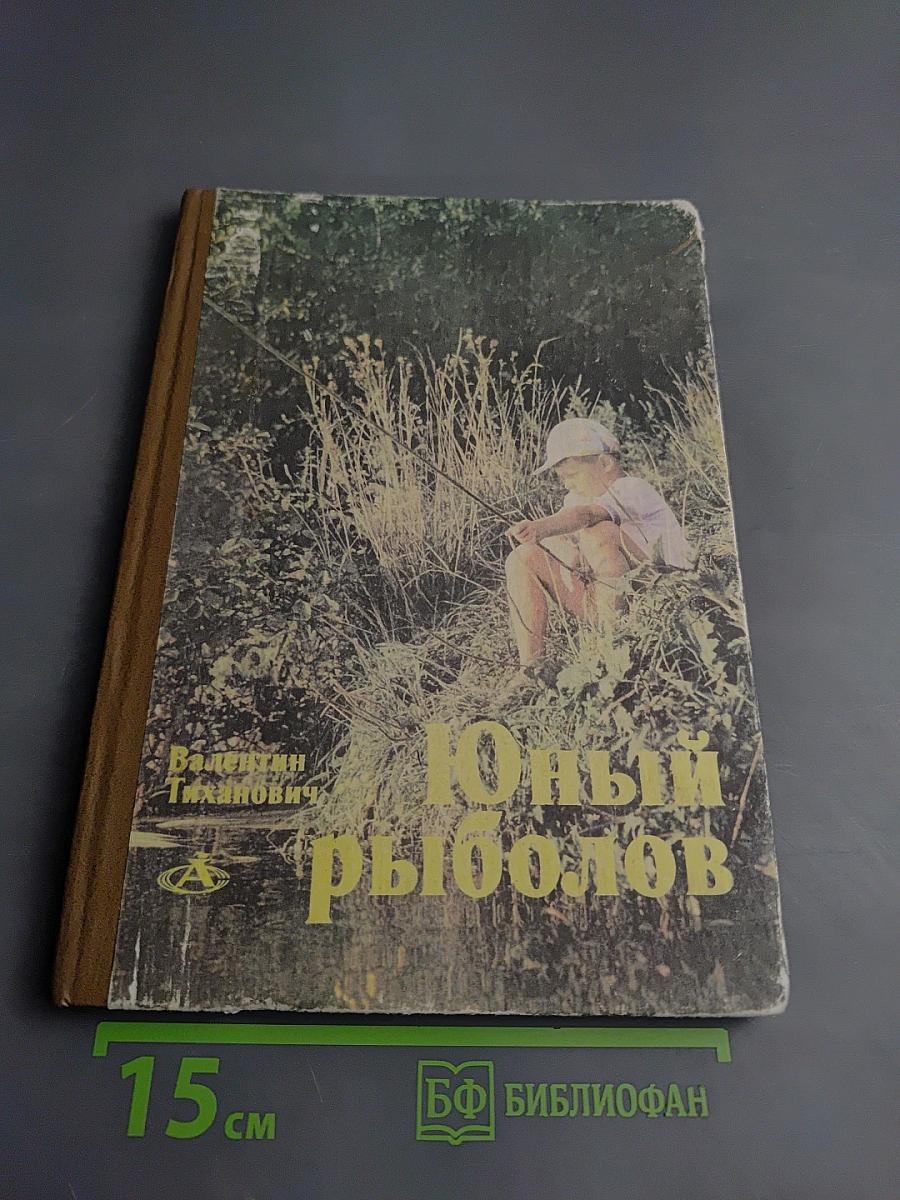 Валентин
Тиханович
Юный
рыболов
А
15 см
БФ БИБЛИОФАН